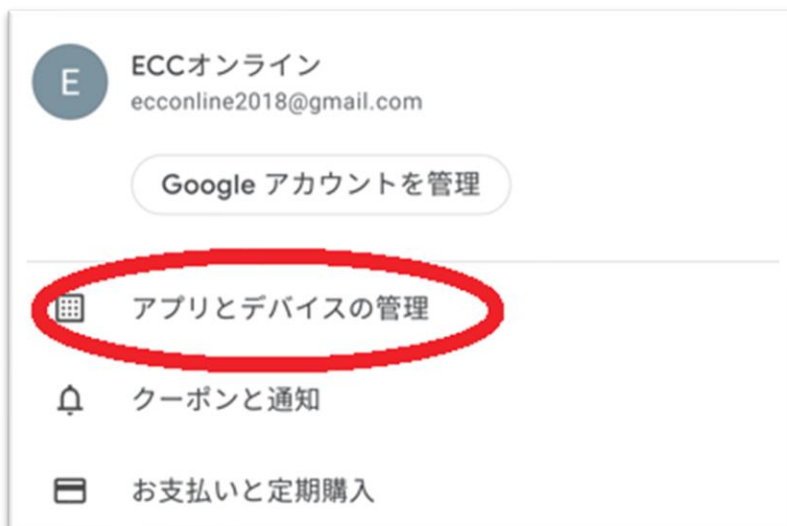 E
ECCオンライン
ecconline2018@gmail.com
Google アカウントを管理
アプリとデバイスの管理
クーポンと通知
お支払いと定期購入